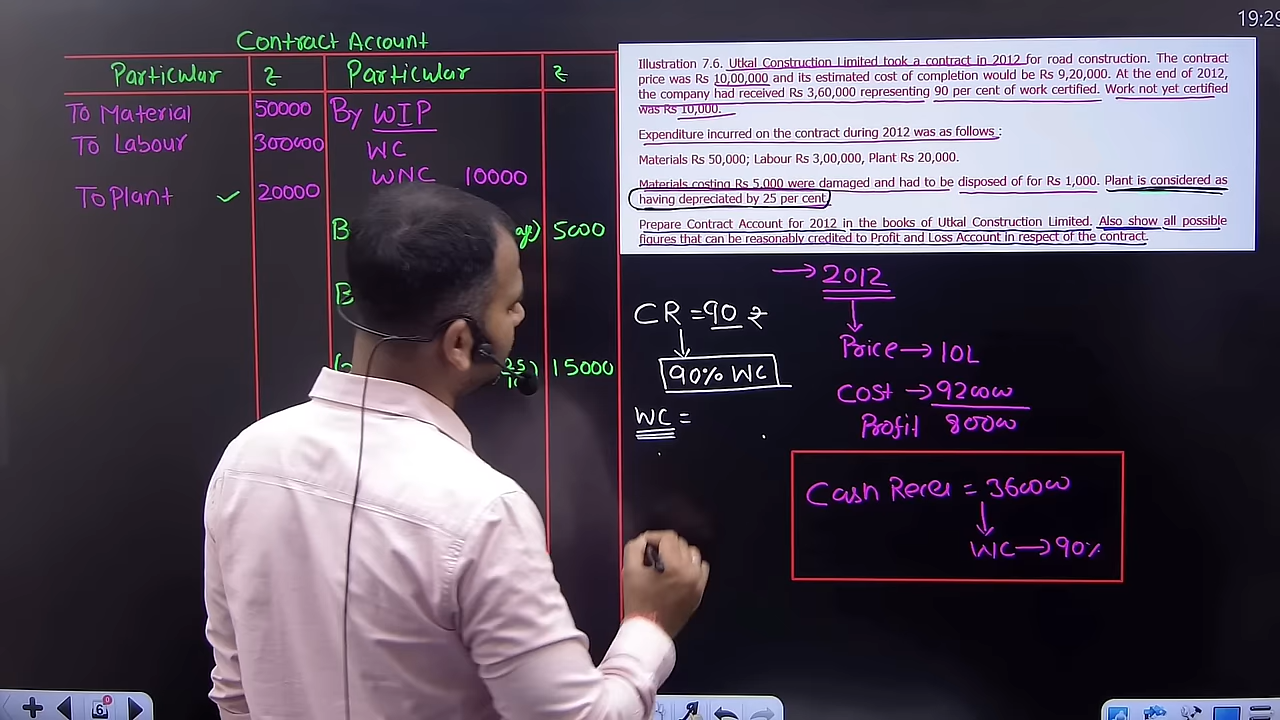 19:29
Contract Account
Particular ₹ Particular ₹
To Material 50000 By WIP
To Labour 300000 WC
WNC 10000
To Plant ✓ 20000
5000
15000
Illustration 7.6. Utkal Construction Limited took a contract in 2012 for road construction. The contract
price was Rs 10,00,000 and its estimated cost of completion would be Rs 9,20,000. At the end of 2012,
the company had received Rs 3,60,000 representing 90 per cent of work certified. Work not yet certified
was Rs 10,000.
Expenditure incurred on the contract during 2012 was as follows :
Materials Rs 50,000; Labour Rs 3,00,000, Plant Rs 20,000.
Materials costing Rs 5,000 were damaged and had to be disposed of for Rs 1,000. Plant is considered as
having depreciated by 25 per cent.
Prepare Contract Account for 2012 in the books of Utkal Construction Limited. Also show all possible
figures that can be reasonably credited to Profit and Loss Account in respect of the contract.
→ 2012
CR = 90 ₹
↓
90% WC
WC =
↓
Price → 10L
Cost → 920000
Profit 80000
Cash Recei = 360000
↓
WC → 90%